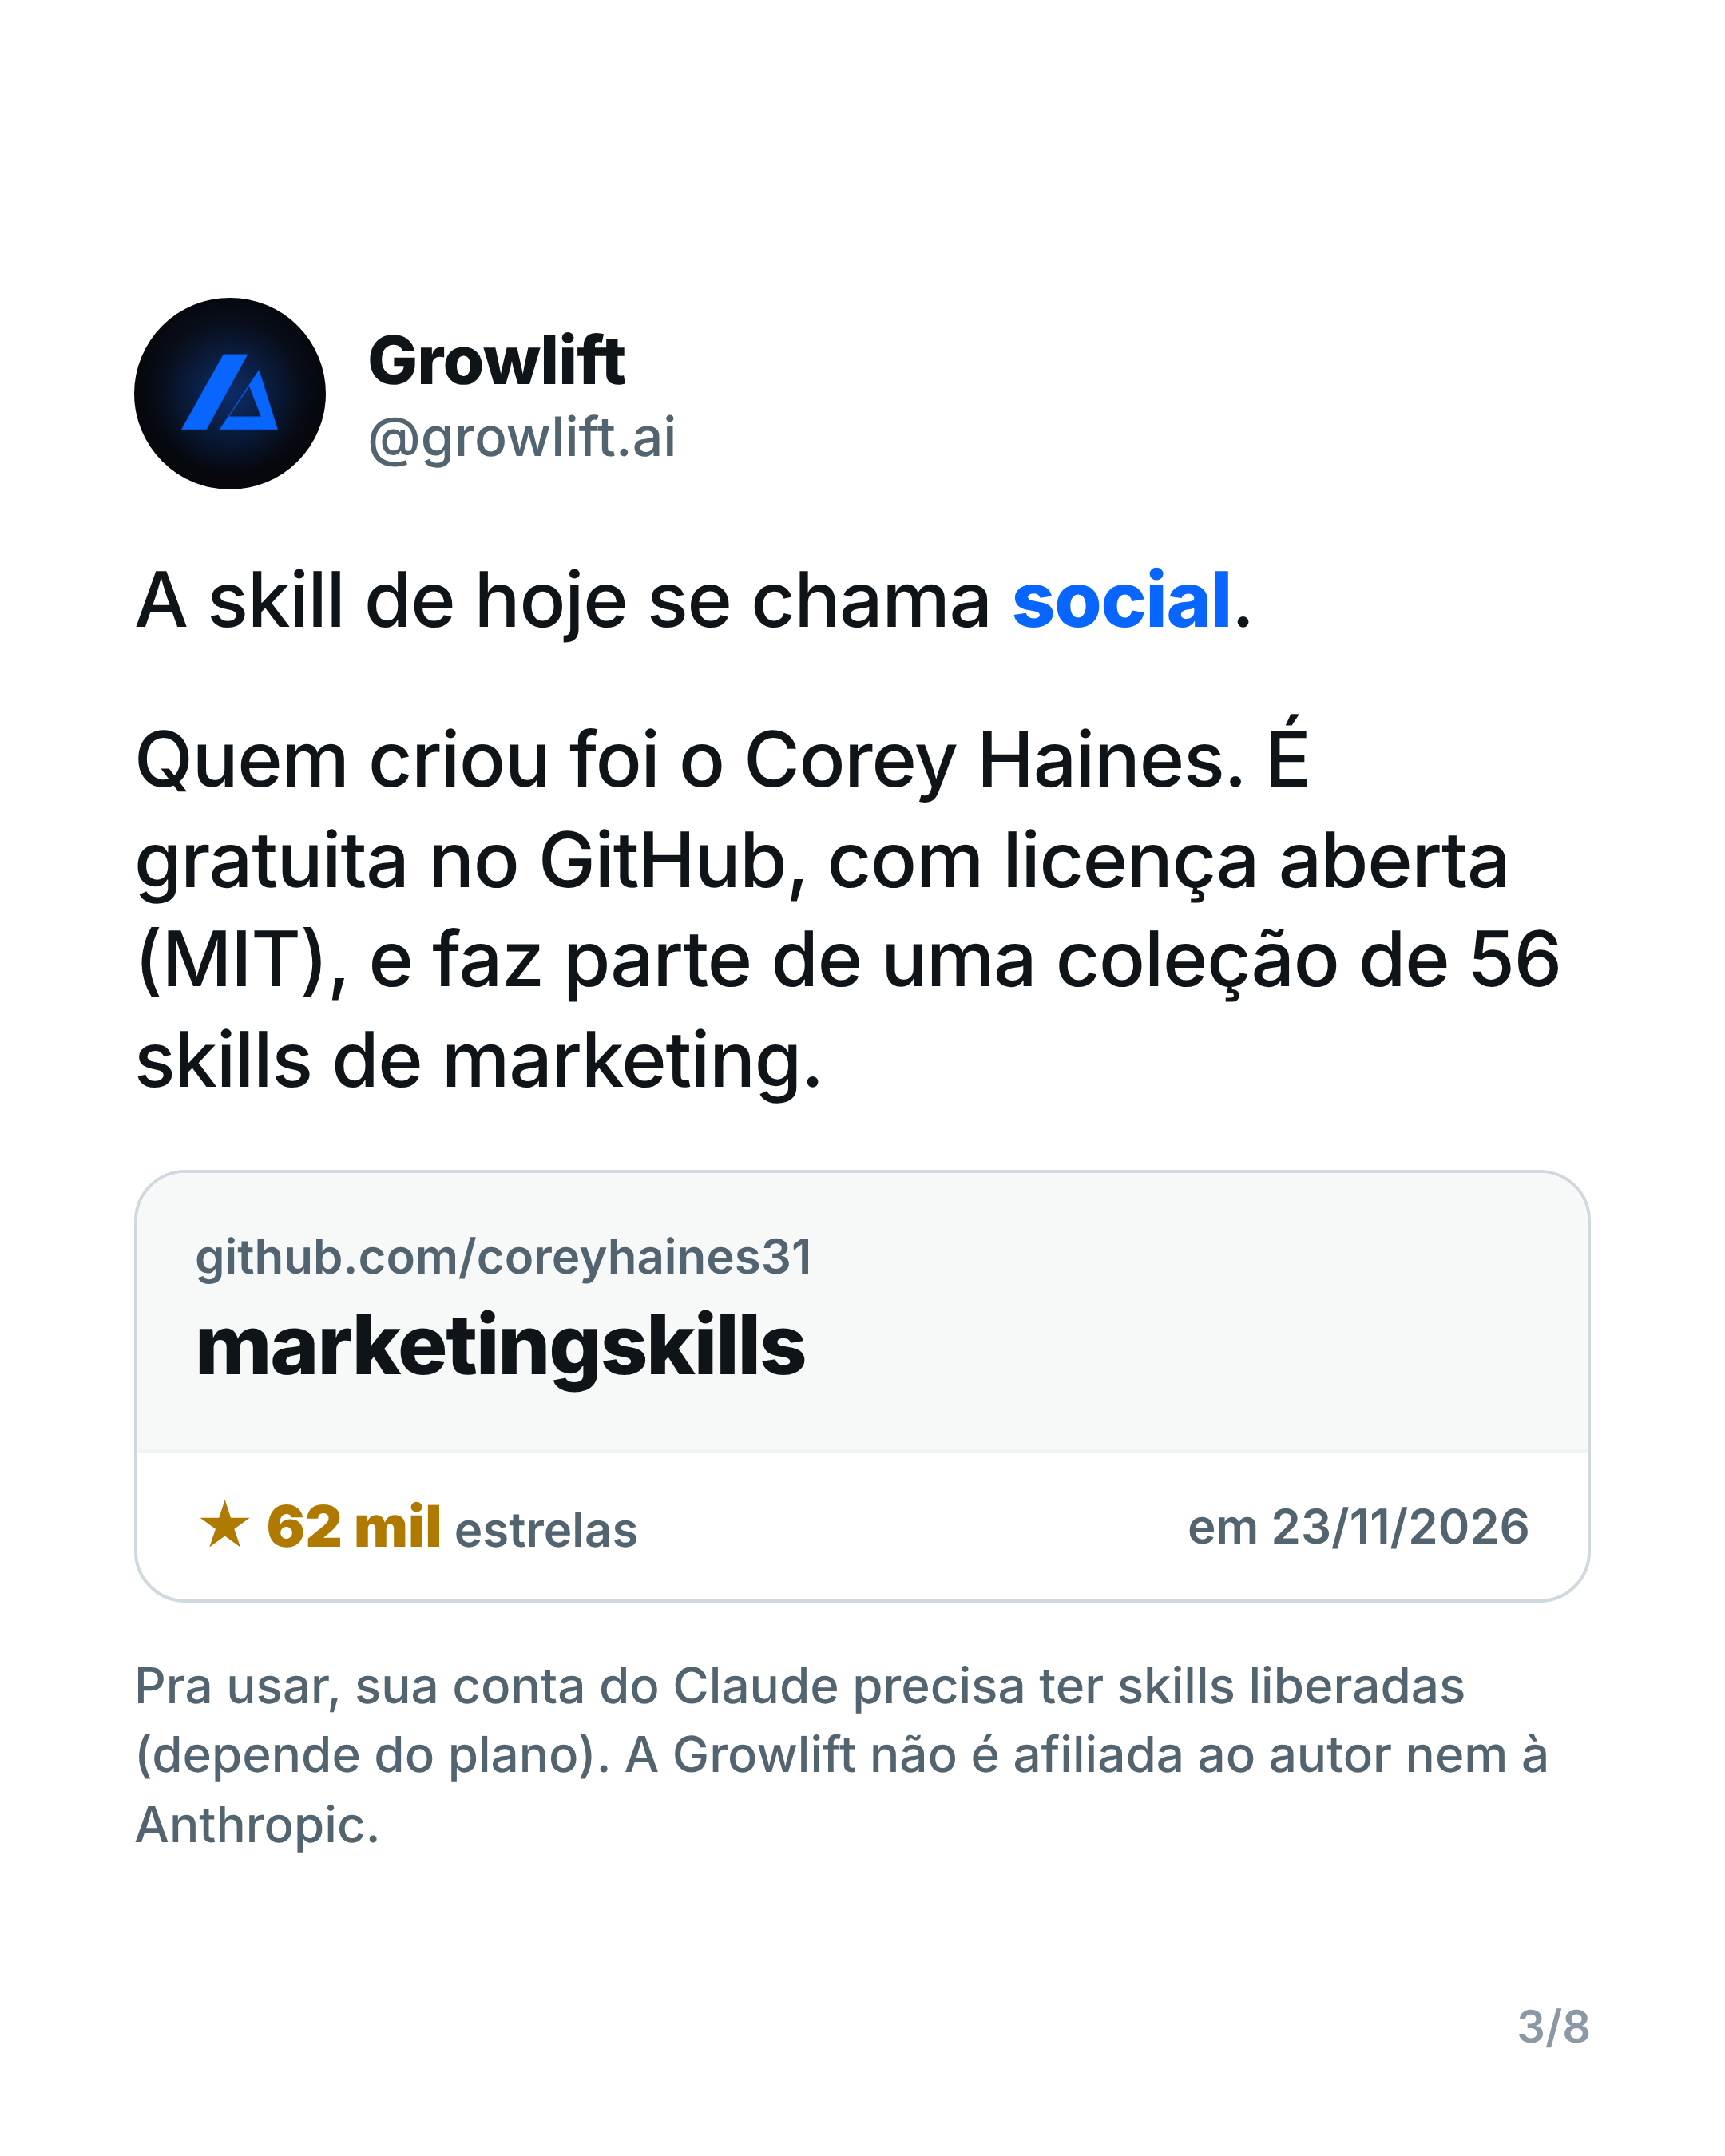 Growlift
@growlift.ai
A skill de hoje se chama social.
Quem criou foi o Corey Haines. É
gratuita no GitHub, com licença aberta
(MIT), e faz parte de uma coleção de 56
skills de marketing.
github.com/coreyhaines31
marketingskills
★ 62 mil estrelas
em 23/11/2026
Pra usar, sua conta do Claude precisa ter skills liberadas
(depende do plano). A Growlift não é afiliada ao autor nem à
Anthropic.
3/8